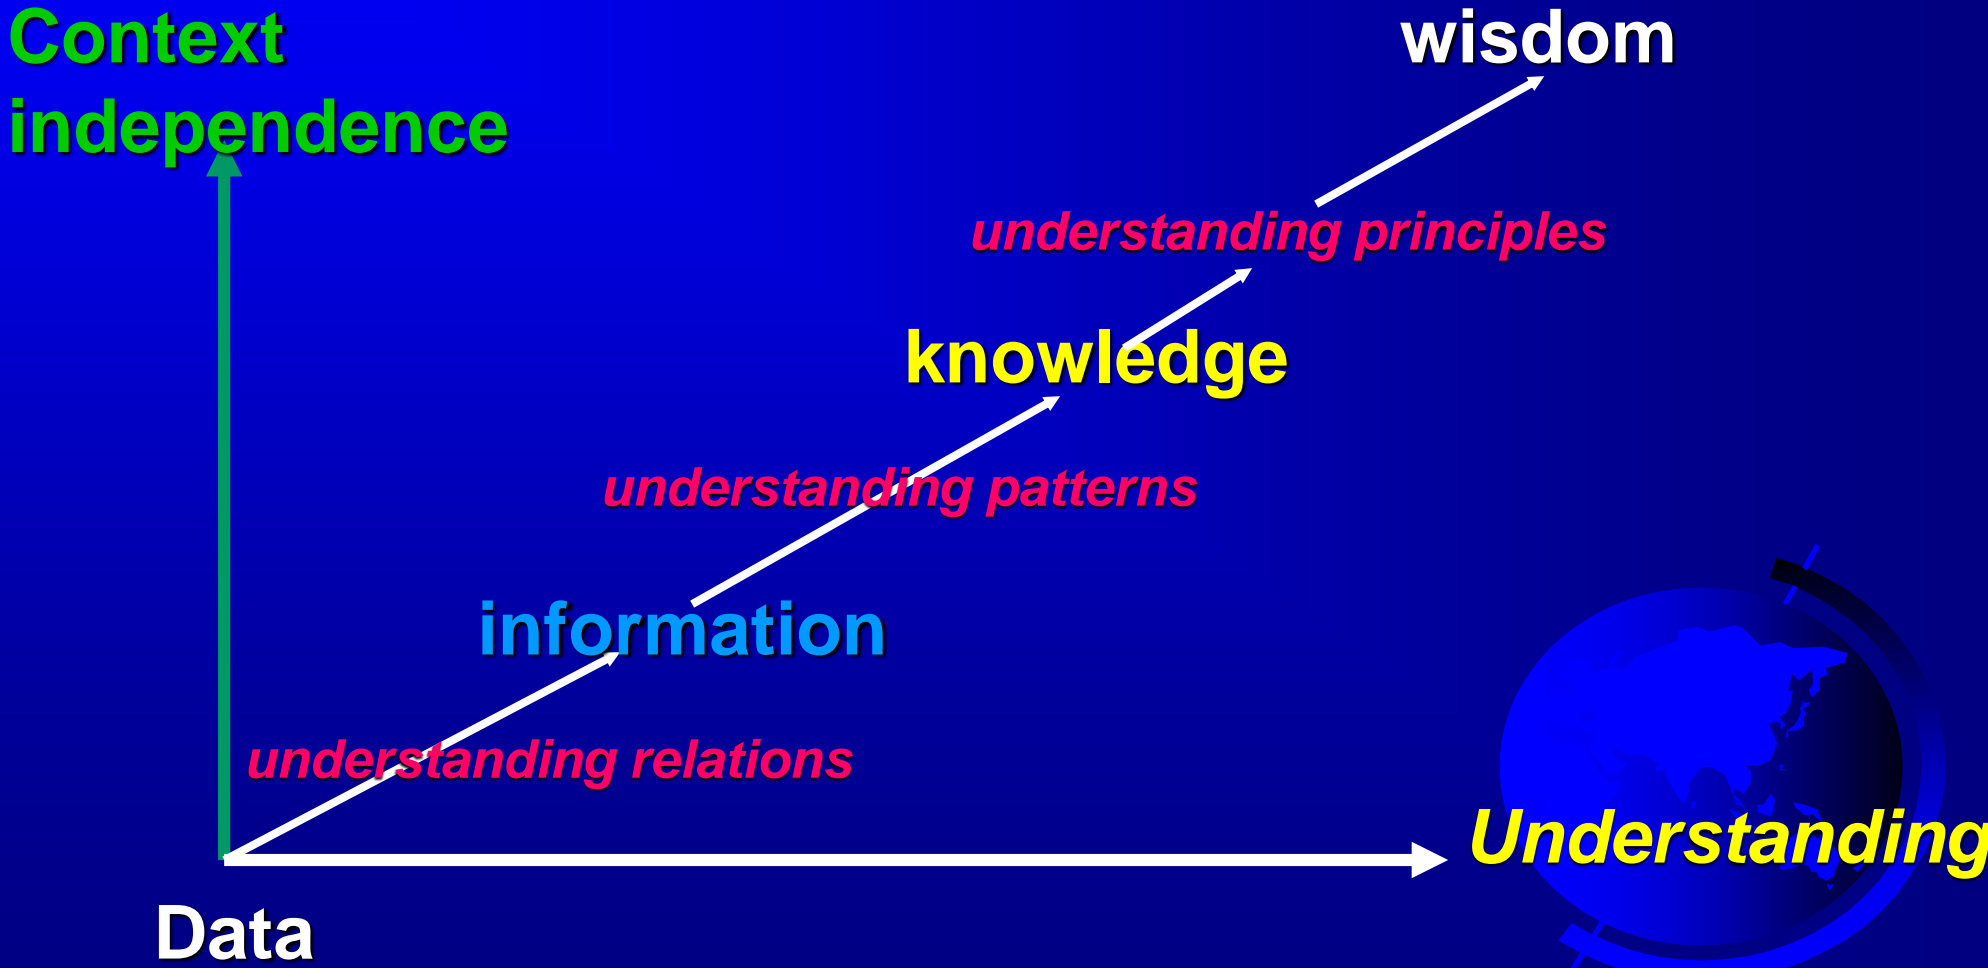 Context
independence
wisdom
understanding principles
knowledge
understanding patterns
information
understanding relations
Understanding
Data